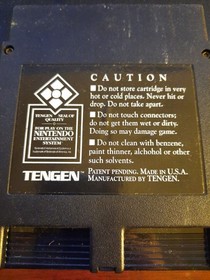 CAUTION
■ Do not store cartridge in very
hot or cold places. Never hit or
drop. Do not take apart.
■ Do not touch connectors;
do not get them wet or dirty.
Doing so may damage game.
■ Do not clean with benzene,
paint thinner, alchohol or other
such solvents.
TENGEN SEAL OF
QUALITY
FOR PLAY ON THE
NINTENDO
ENTERTAINMENT
SYSTEM
TENGEN™
PATENT PENDING. MADE IN U.S.A.
MANUFACTURED BY TENGEN.